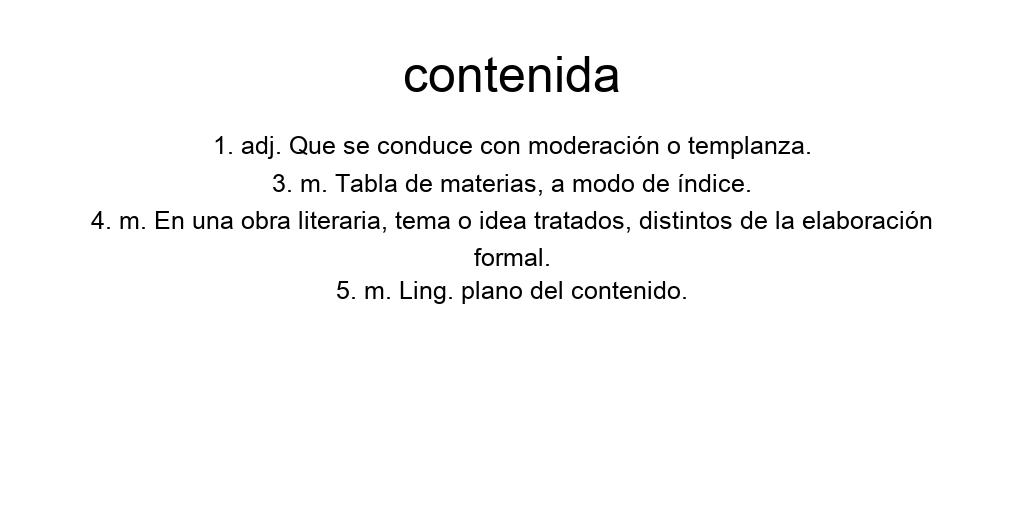 contenida
1. adj. Que se conduce con moderación o templanza.
3. m. Tabla de materias, a modo de índice.
4. m. En una obra literaria, tema o idea tratados, distintos de la elaboración
formal.
5. m. Ling. plano del contenido.